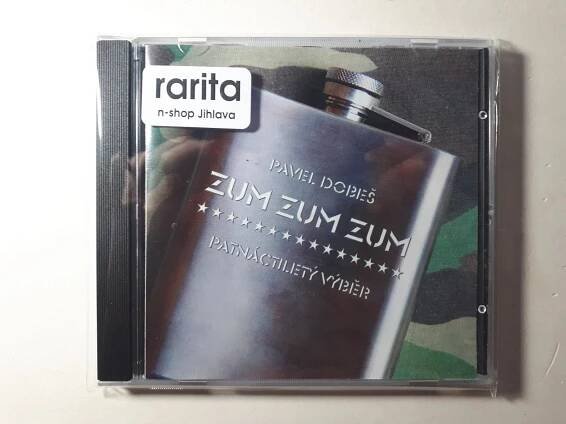 rarita
n-shop Jihlava
PAVEL DOBEŠ
ZUM ZUM ZUM
PATNÁCTILETÝ VÝBĚR